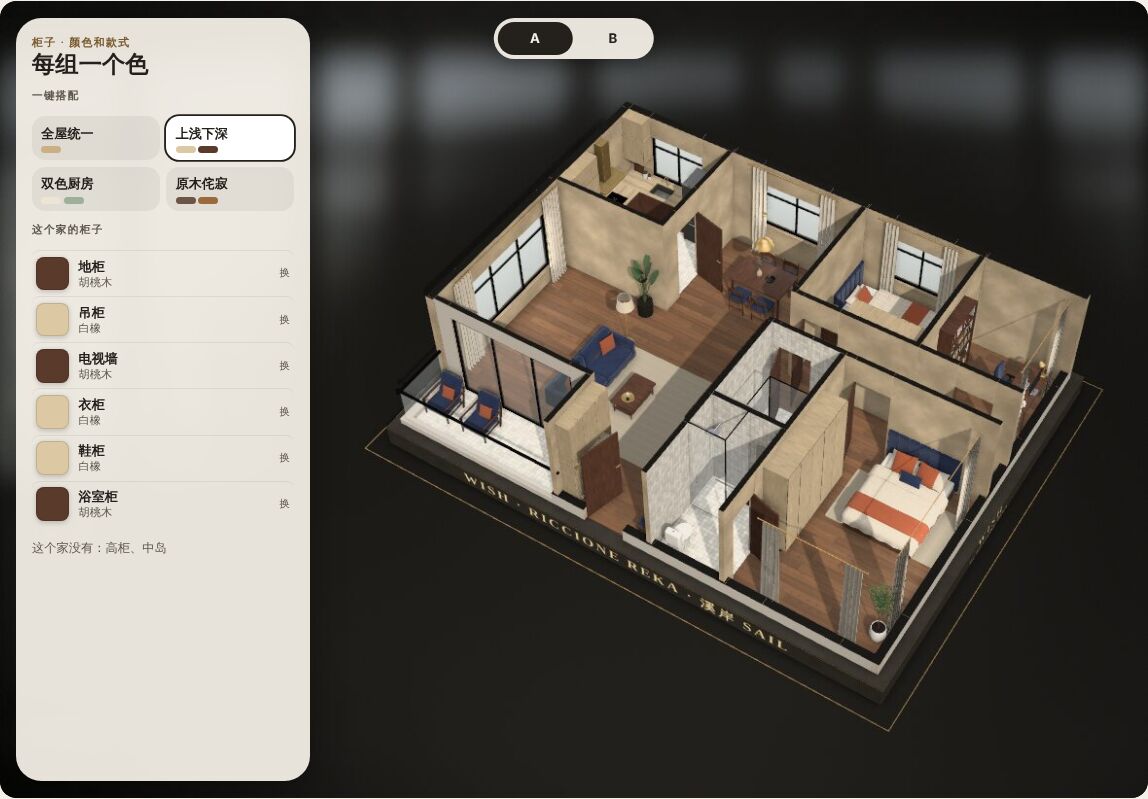 柜子 · 颜色和款式
每组一个色
一键搭配
全屋统一
上浅下深
双色厨房
原木侘寂
这个家的柜子
地柜
胡桃木
换
吊柜
白橡
换
电视墙
胡桃木
换
衣柜
白橡
换
鞋柜
白橡
换
浴室柜
胡桃木
换
这个家没有：高柜、中岛
A
B
WISH · RICCIONE REKA · 溪岸 SAIL